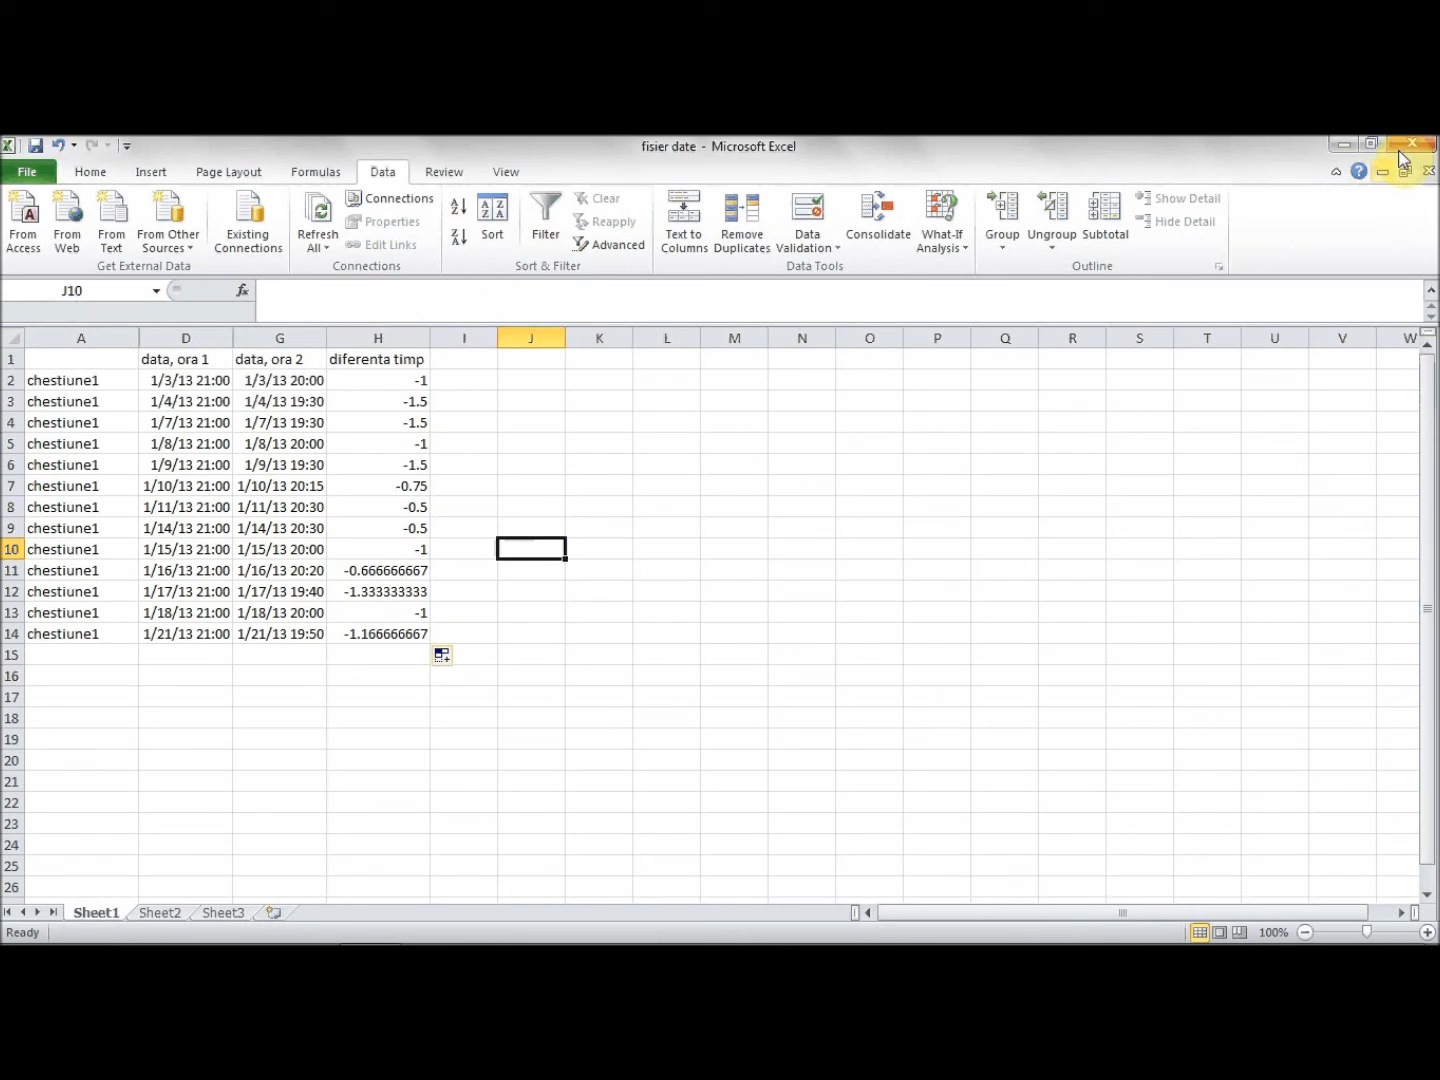 fisier date - Microsoft Excel
File Home Insert Page Layout Formulas Data Review View
From Access From Web From Text From Other Sources Existing Connections Refresh All Connections Properties Edit Links Sort Filter Clear Reapply Advanced Text to Columns Remove Duplicates Data Validation Consolidate What-If Analysis Group Ungroup Subtotal Show Detail Hide Detail
Get External Data Connections Sort & Filter Data Tools Outline
J10 fx
A D G H I J K L M N O P Q R S T U V W
1 data, ora 1 data, ora 2 diferenta timp
2 chestiune1 1/3/13 21:00 1/3/13 20:00 -1
3 chestiune1 1/4/13 21:00 1/4/13 19:30 -1.5
4 chestiune1 1/7/13 21:00 1/7/13 19:30 -1.5
5 chestiune1 1/8/13 21:00 1/8/13 20:00 -1
6 chestiune1 1/9/13 21:00 1/9/13 19:30 -1.5
7 chestiune1 1/10/13 21:00 1/10/13 20:15 -0.75
8 chestiune1 1/11/13 21:00 1/11/13 20:30 -0.5
9 chestiune1 1/14/13 21:00 1/14/13 20:30 -0.5
10 chestiune1 1/15/13 21:00 1/15/13 20:00 -1
11 chestiune1 1/16/13 21:00 1/16/13 20:20 -0.666666667
12 chestiune1 1/17/13 21:00 1/17/13 19:40 -1.333333333
13 chestiune1 1/18/13 21:00 1/18/13 20:00 -1
14 chestiune1 1/21/13 21:00 1/21/13 19:50 -1.166666667
15
16
17
18
19
20
21
22
23
24
25
26
Sheet1 Sheet2 Sheet3
Ready 100%